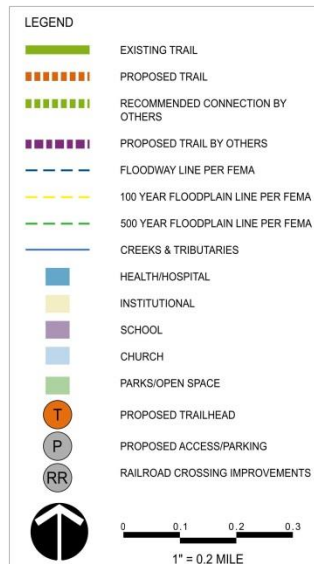 LEGEND
EXISTING TRAIL
PROPOSED TRAIL
RECOMMENDED CONNECTION BY
OTHERS
PROPOSED TRAIL BY OTHERS
FLOODWAY LINE PER FEMA
100 YEAR FLOODPLAIN LINE PER FEMA
500 YEAR FLOODPLAIN LINE PER FEMA
CREEKS & TRIBUTARIES
HEALTH/HOSPITAL
INSTITUTIONAL
SCHOOL
CHURCH
PARKS/OPEN SPACE
T PROPOSED TRAILHEAD
P PROPOSED ACCESS/PARKING
RR RAILROAD CROSSING IMPROVEMENTS
0 0.1 0.2 0.3
1" = 0.2 MILE